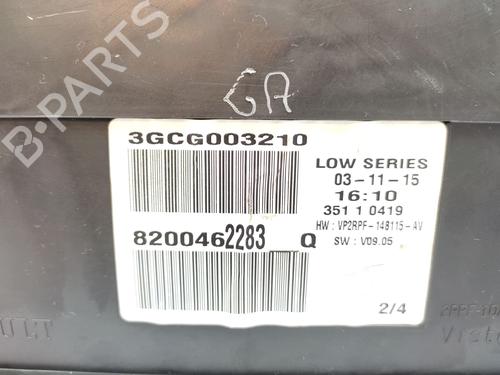 B-PARTS
GA
3GCG003210
LOW SERIES
03-11-15
16:10
351 1 0419
HW : VP2RPF-14B115-AV
8200462283 Q
SW : V09.05
2/4